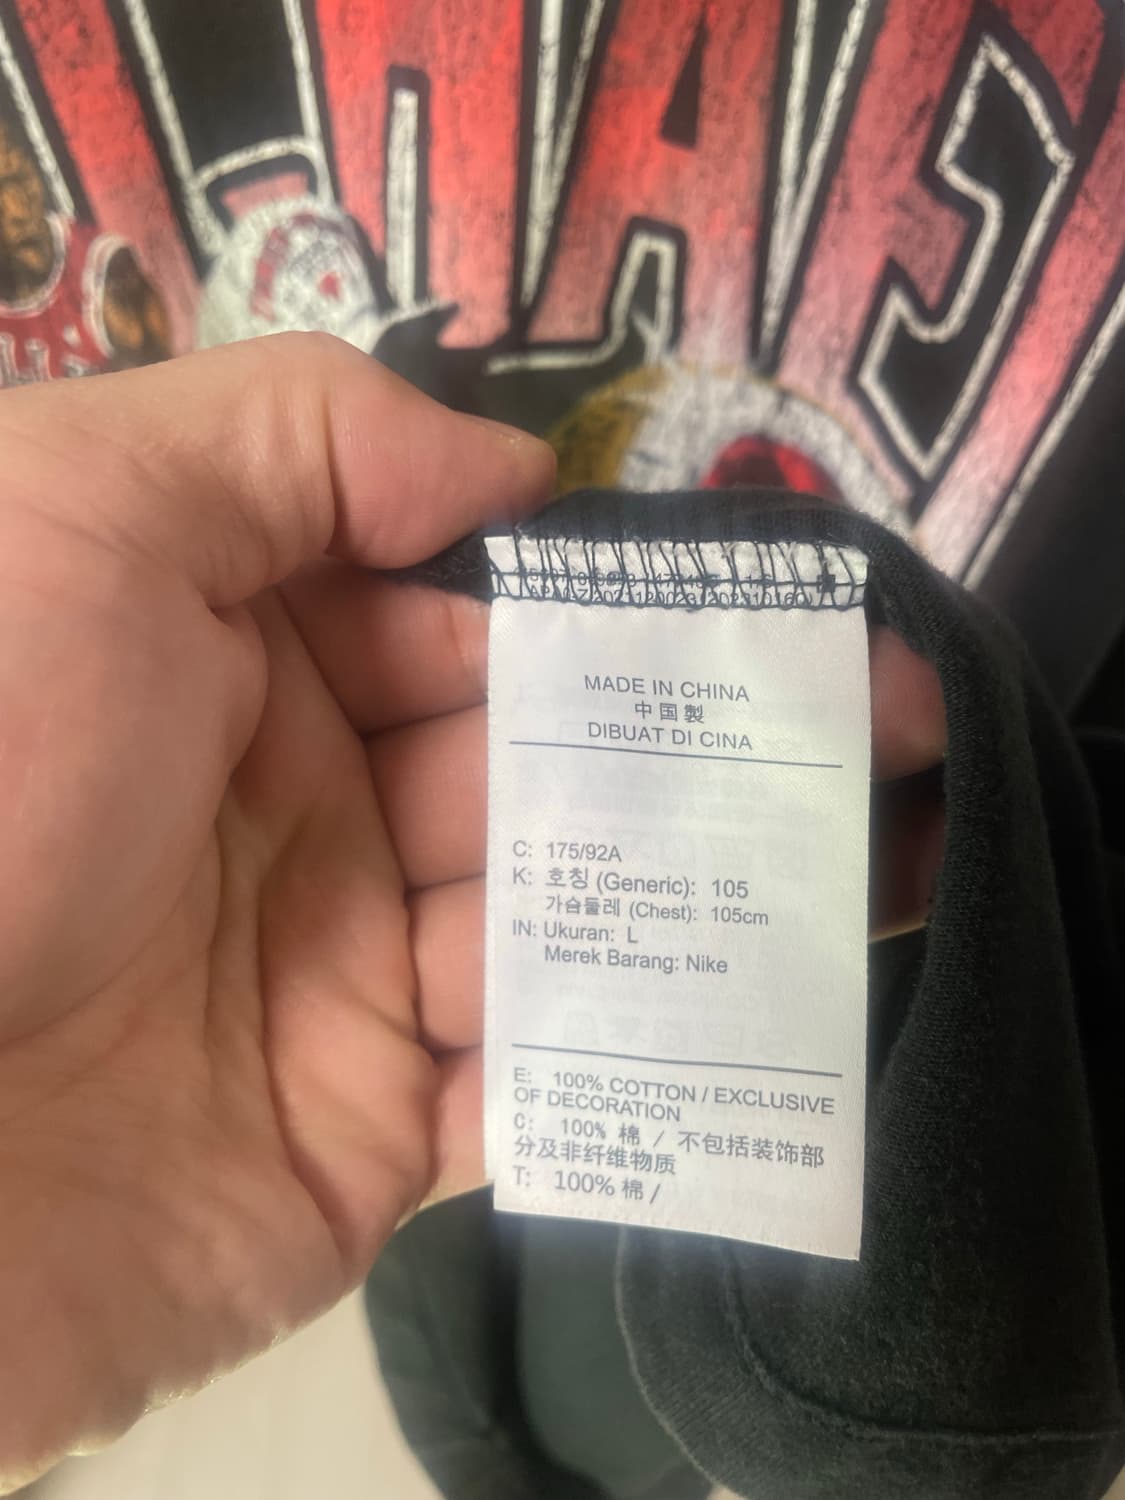 MADE IN CHINA
中国製
DIBUAT DI CINA
C: 175/92A
K: 호칭 (Generic): 105
가슴둘레 (Chest): 105cm
IN: Ukuran: L
Merek Barang: Nike
E: 100% COTTON / EXCLUSIVE
OF DECORATION
C: 100% 棉 / 不包括装饰部
分及非纤维物质
T: 100% 棉 /